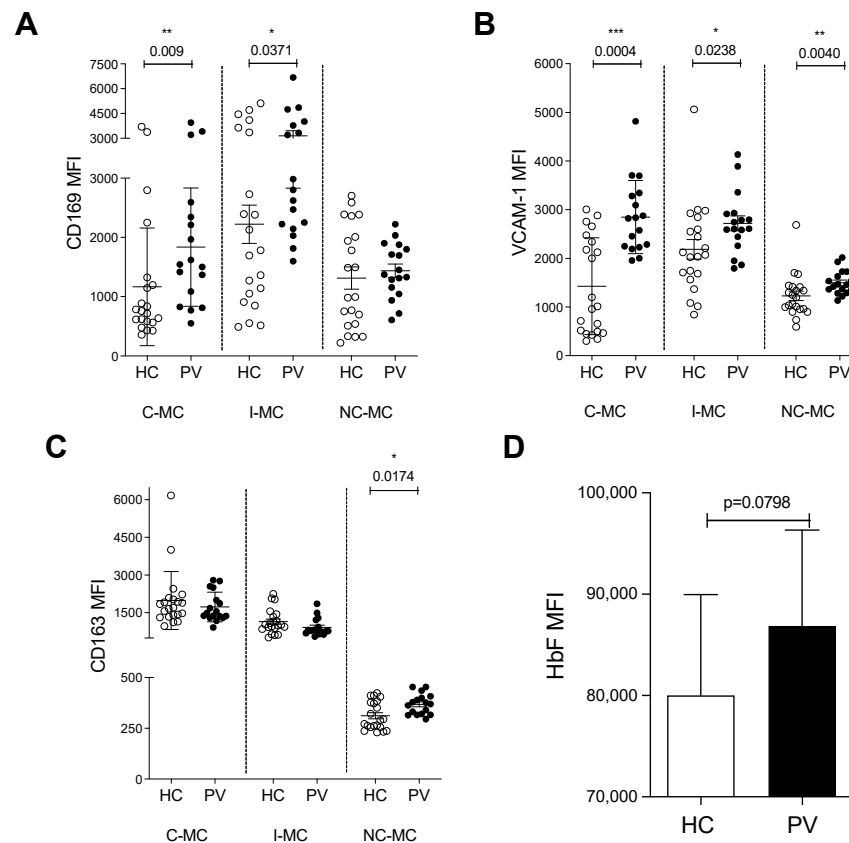 A
** *
0.009 0.0371
7500
6000
4500
3000
3000
2000
1000
0
CD169 MFI
HC PV HC PV HC PV
C-MC I-MC NC-MC
B
*** * **
0.0004 0.0238 0.0040
6000
5000
4000
3000
2000
1000
0
VCAM-1 MFI
HC PV HC PV HC PV
C-MC I-MC NC-MC
C
*
0.0174
6000
4500
3000
1500
500
250
0
CD163 MFI
HC PV HC PV HC PV
C-MC I-MC NC-MC
D
p=0.0798
100,000
90,000
80,000
70,000
HbF MFI
HC PV